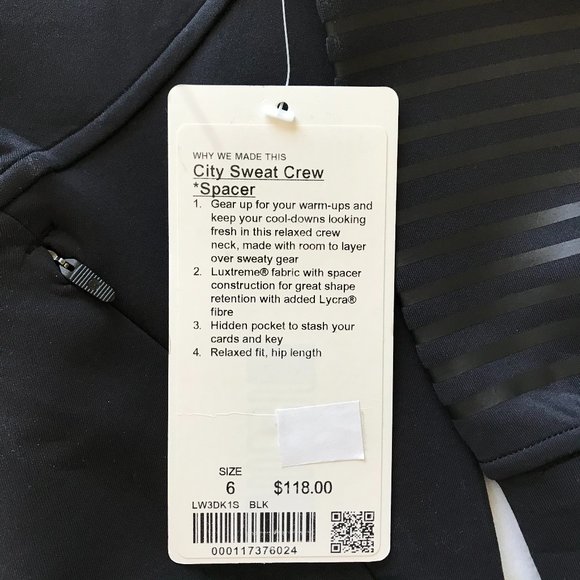 WHY WE MADE THIS
City Sweat Crew
*Spacer
1. Gear up for your warm-ups and
keep your cool-downs looking
fresh in this relaxed crew
neck, made with room to layer
over sweaty gear
2. Luxtreme® fabric with spacer
construction for great shape
retention with added Lycra®
fibre
3. Hidden pocket to stash your
cards and key
4. Relaxed fit, hip length
SIZE
6 $118.00
LW3DK1S BLK
000117376024